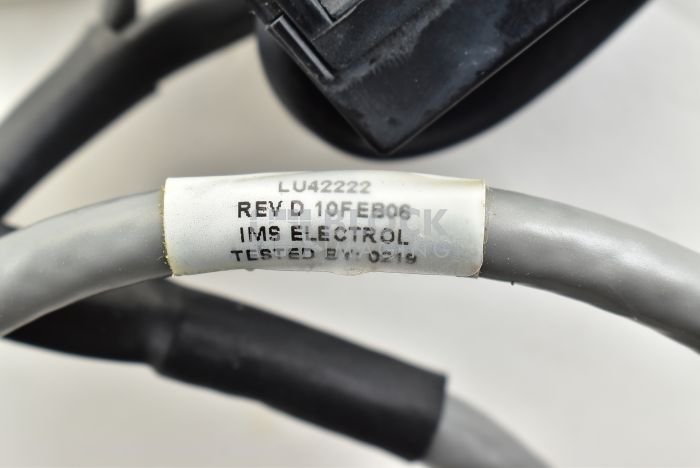 LU42222
REV D 10FEB06
IMS ELECTROL
TESTED BY: 0219